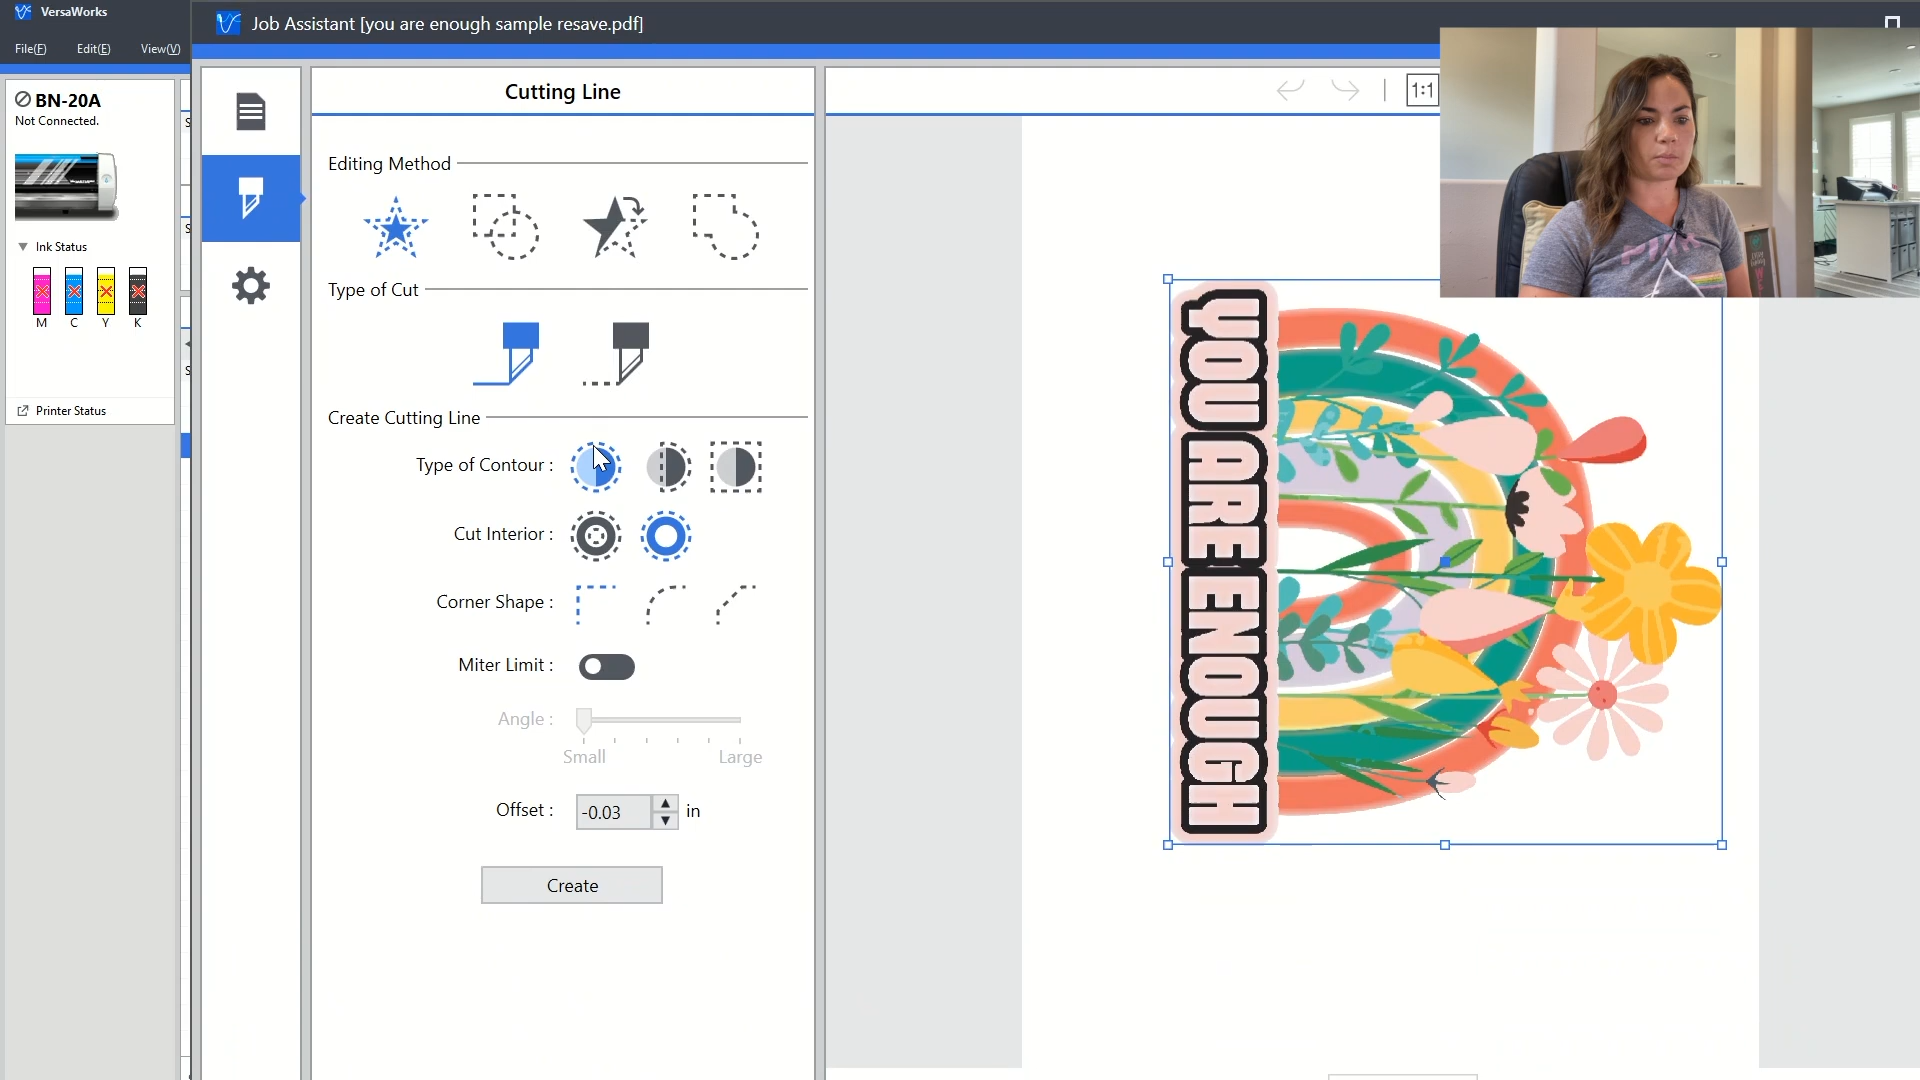 VersaWorks
File(F)
Edit(E)
View(V)
BN-20A
Not Connected.
Ink Status
M
C
Y
K
Printer Status
Job Assistant [you are enough sample resave.pdf]
Cutting Line
Editing Method
Type of Cut
Create Cutting Line
Type of Contour :
Cut Interior :
Corner Shape :
Miter Limit :
Angle :
Small
Large
Offset :
-0.03
in
Create
1:1
YOU ARE ENOUGH
PINK